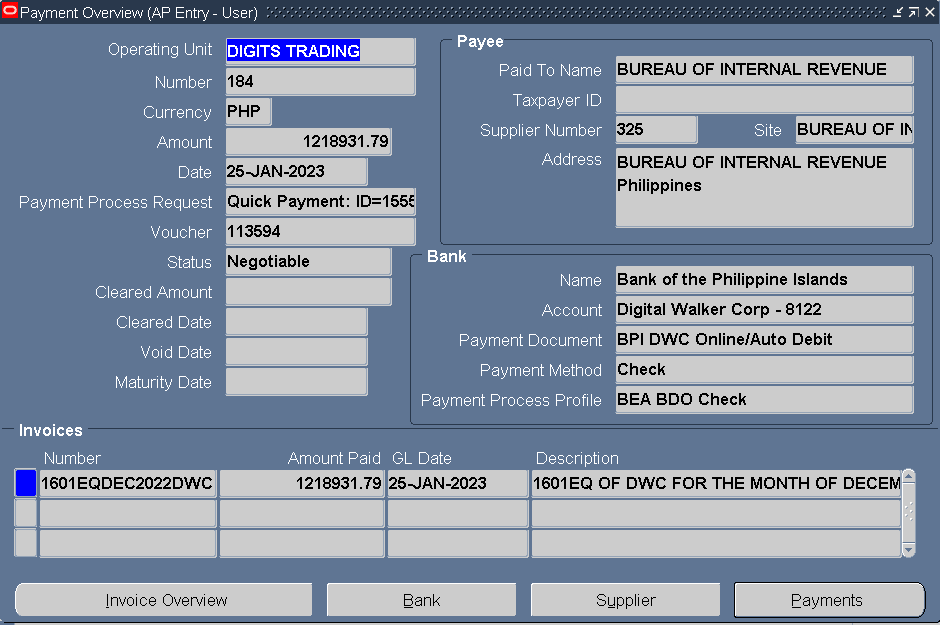 Payment Overview (AP Entry - User)
Operating Unit DIGITS TRADING
Number 184
Currency PHP
Amount 1218931.79
Date 25-JAN-2023
Payment Process Request Quick Payment: ID=1555
Voucher 113594
Status Negotiable
Cleared Amount
Cleared Date
Void Date
Maturity Date
Payee
Paid To Name BUREAU OF INTERNAL REVENUE
Taxpayer ID
Supplier Number 325 Site BUREAU OF IN
Address BUREAU OF INTERNAL REVENUE
Philippines
Bank
Name Bank of the Philippine Islands
Account Digital Walker Corp - 8122
Payment Document BPI DWC Online/Auto Debit
Payment Method Check
Payment Process Profile BEA BDO Check
Invoices
Number Amount Paid GL Date Description
1601EQDEC2022DWC 1218931.79 25-JAN-2023 1601EQ OF DWC FOR THE MONTH OF DECEM
Invoice Overview Bank Supplier Payments